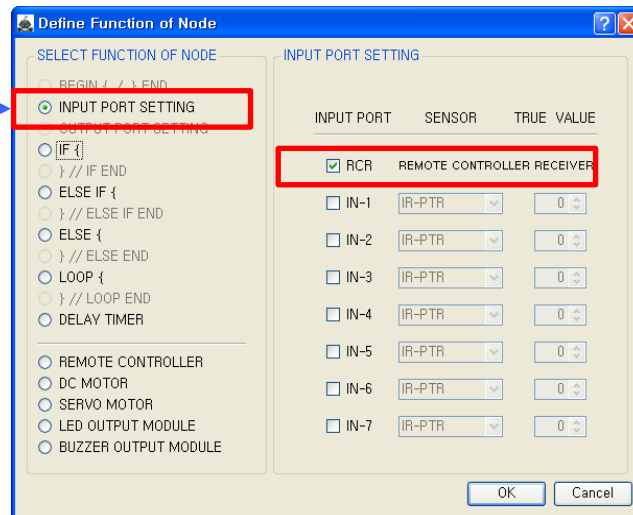 Define Function of Node
SELECT FUNCTION OF NODE
BEGIN { / } END
INPUT PORT SETTING
OUTPUT PORT SETTING
IF {
} // IF END
ELSE IF {
} // ELSE IF END
ELSE {
} // ELSE END
LOOP {
} // LOOP END
DELAY TIMER
REMOTE CONTROLLER
DC MOTOR
SERVO MOTOR
LED OUTPUT MODULE
BUZZER OUTPUT MODULE
INPUT PORT SETTING
INPUT PORT SENSOR TRUE VALUE
RCR REMOTE CONTROLLER RECEIVER
IN-1 IR-PTR 0
IN-2 IR-PTR 0
IN-3 IR-PTR 0
IN-4 IR-PTR 0
IN-5 IR-PTR 0
IN-6 IR-PTR 0
IN-7 IR-PTR 0
OK Cancel